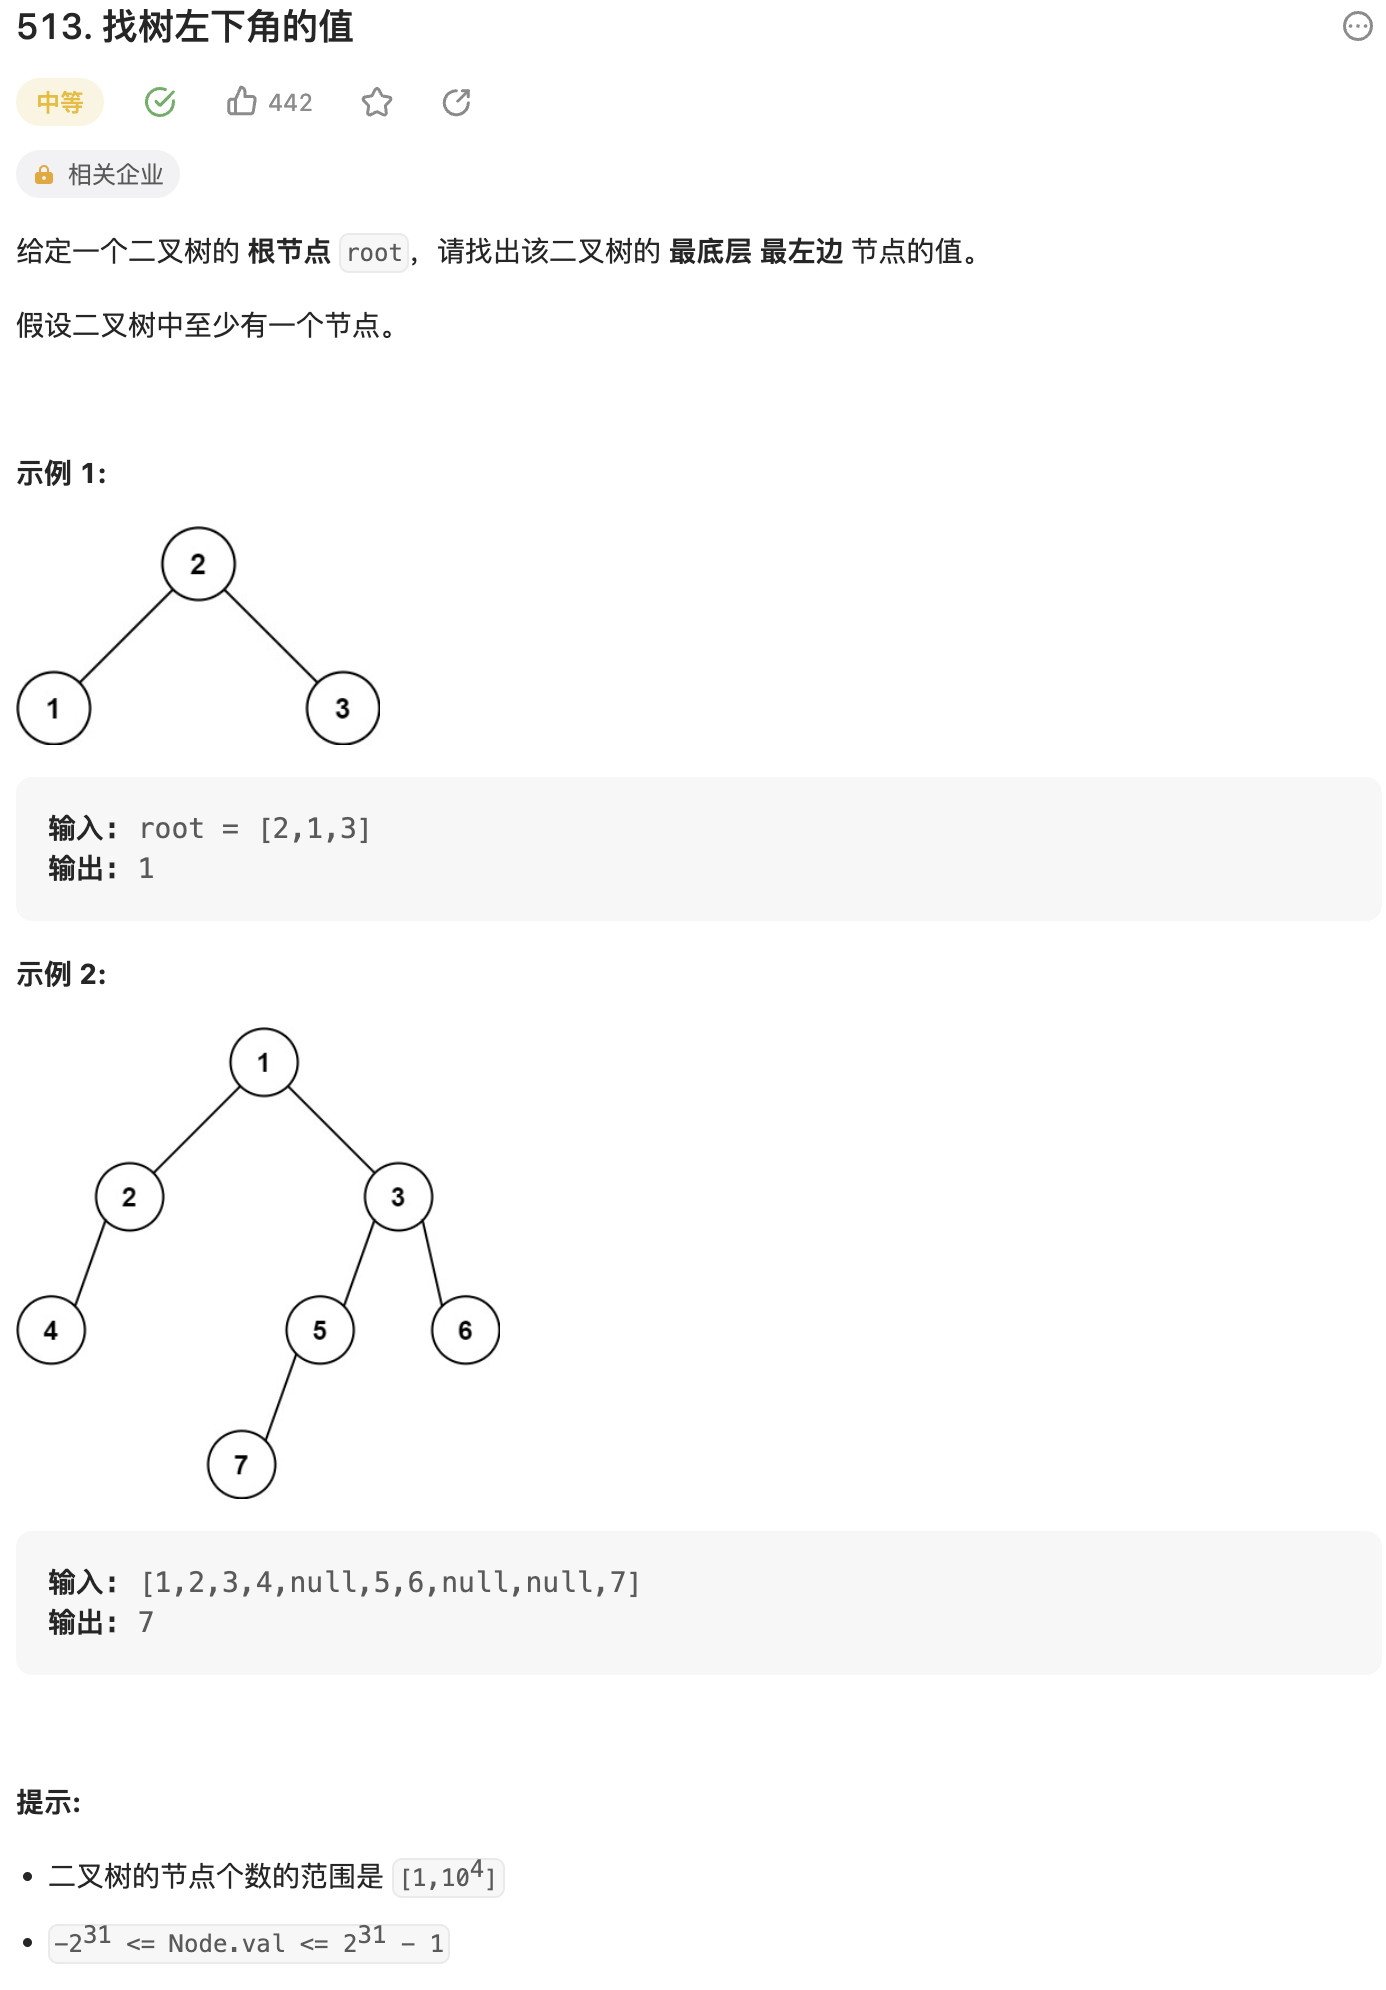 513. 找树左下角的值
中等 442
相关企业
给定一个二叉树的 根节点 root，请找出该二叉树的 最底层 最左边 节点的值。
假设二叉树中至少有一个节点。
示例 1:
2
1 3
输入: root = [2,1,3]
输出: 1
示例 2:
1
2 3
4 5 6
7
输入: [1,2,3,4,null,5,6,null,null,7]
输出: 7
提示:
• 二叉树的节点个数的范围是 [1,10⁴]
• -2³¹ <= Node.val <= 2³¹ - 1